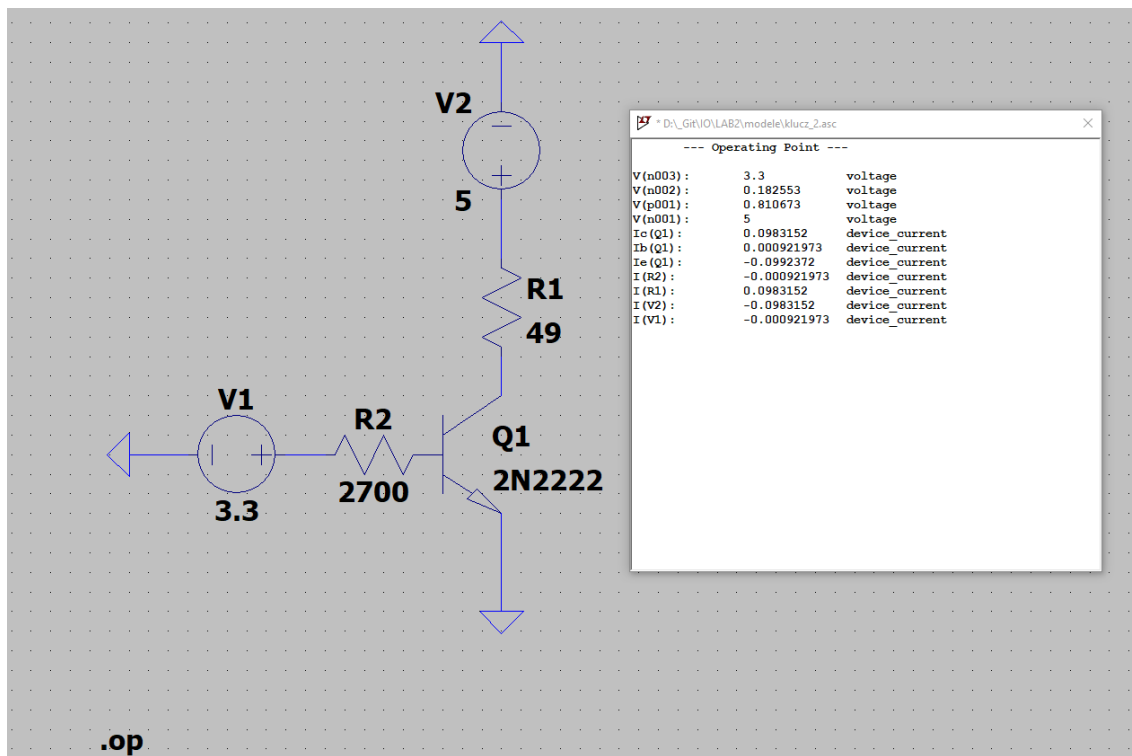 V2
5
R1
49
V1
3.3
R2
2700
Q1
2N2222
.op
* D:\_Git\IO\LAB2\modele\klucz_2.asc
--- Operating Point ---
V(n003): 3.3 voltage
V(n002): 0.182553 voltage
V(p001): 0.810673 voltage
V(n001): 5 voltage
Ic(Q1): 0.0983152 device_current
Ib(Q1): 0.000921973 device_current
Ie(Q1): -0.0992372 device_current
I(R2): -0.000921973 device_current
I(R1): 0.0983152 device_current
I(V2): -0.0983152 device_current
I(V1): -0.000921973 device_current